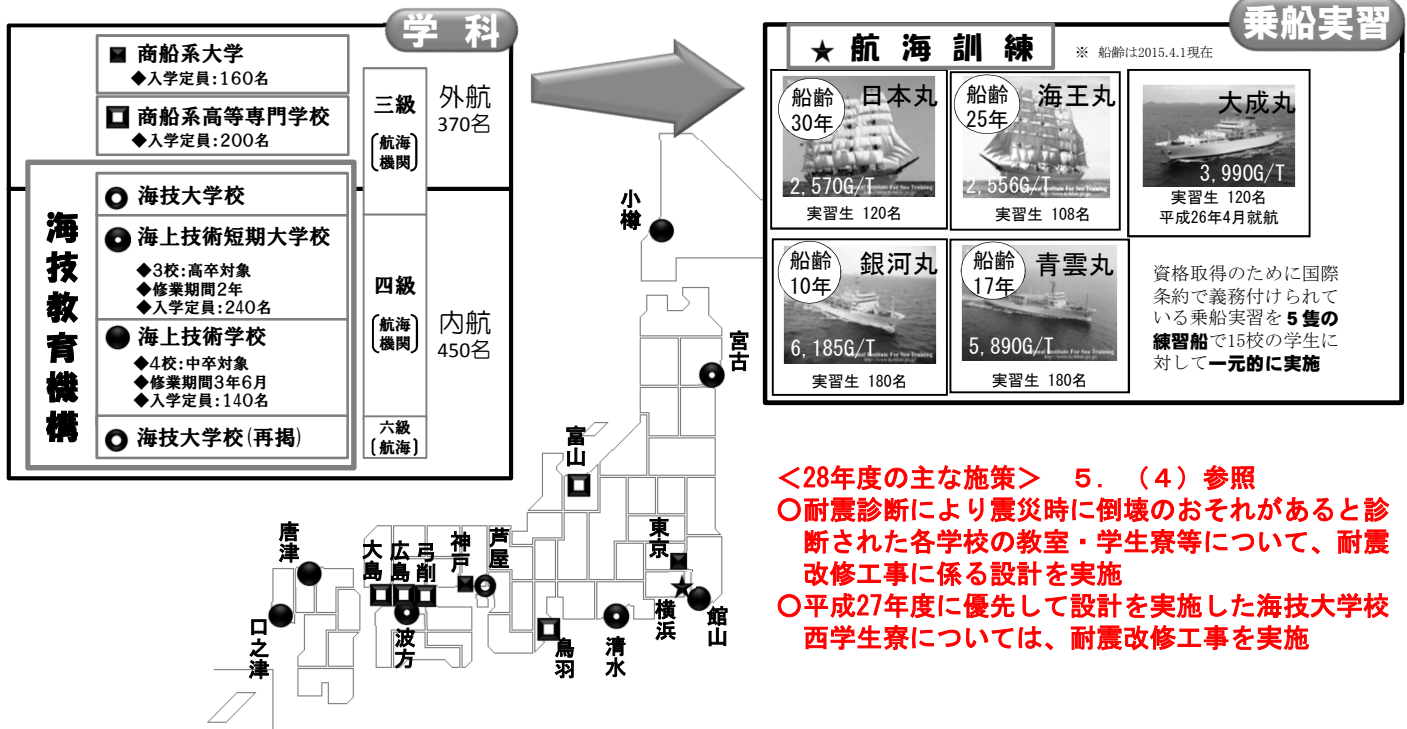 学 科
■ 商船系大学
◆入学定員:160名
商船系高等専門学校
◆入学定員:200名
海技教育機構
海技大学校
海上技術短期大学校
◆3校:高卒対象
◆修業期間2年
◆入学定員:240名
海上技術学校
◆4校:中卒対象
◆修業期間3年6月
◆入学定員:140名
海技大学校(再掲)
三級
〔航海
機関〕
四級
〔航海
機関〕
六級
〔航海〕
外航
370名
内航
450名
乗船実習
★ 航 海 訓 練
※ 船齢は2015.4.1現在
船齢
30年
日本丸
2,570G/T
実習生 120名
船齢
25年
海王丸
2,556G/T
実習生 108名
大成丸
3,990G/T
実習生 120名
平成26年4月就航
船齢
10年
銀河丸
6,185G/T
実習生 180名
船齢
17年
青雲丸
5,890G/T
実習生 180名
資格取得のために国際
条約で義務付けられて
いる乗船実習を5隻の
練習船で15校の学生に
対して一元的に実施
小樽
宮古
富山
東京
横浜
館山
清水
鳥羽
芦屋
神戸
弓削
広島
大島
波方
唐津
口之津
<28年度の主な施策> 5.(4)参照
○耐震診断により震災時に倒壊のおそれがあると診
断された各学校の教室・学生寮等について、耐震
改修工事に係る設計を実施
○平成27年度に優先して設計を実施した海技大学校
西学生寮については、耐震改修工事を実施